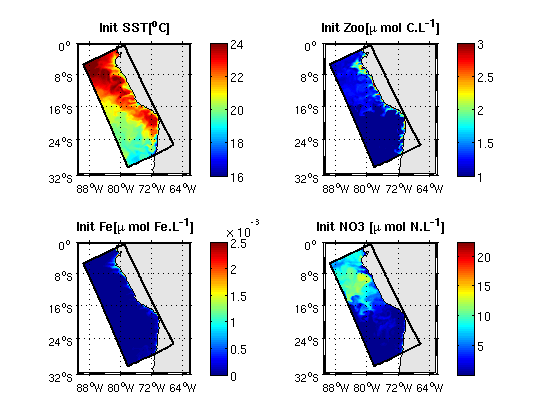 Init SST[°C]
0°
8°S
16°S
24°S
32°S
88°W 80°W 72°W 64°W
24
22
20
18
16
Init Zoo[μ mol C.L⁻¹]
0°
8°S
16°S
24°S
32°S
88°W 80°W 72°W 64°W
3
2.5
2
1.5
1
Init Fe[μ mol Fe.L⁻¹]
× 10⁻³
0°
8°S
16°S
24°S
32°S
88°W 80°W 72°W 64°W
2.5
2
1.5
1
0.5
0
Init NO3 [μ mol N.L⁻¹]
0°
8°S
16°S
24°S
32°S
88°W 80°W 72°W 64°W
20
15
10
5